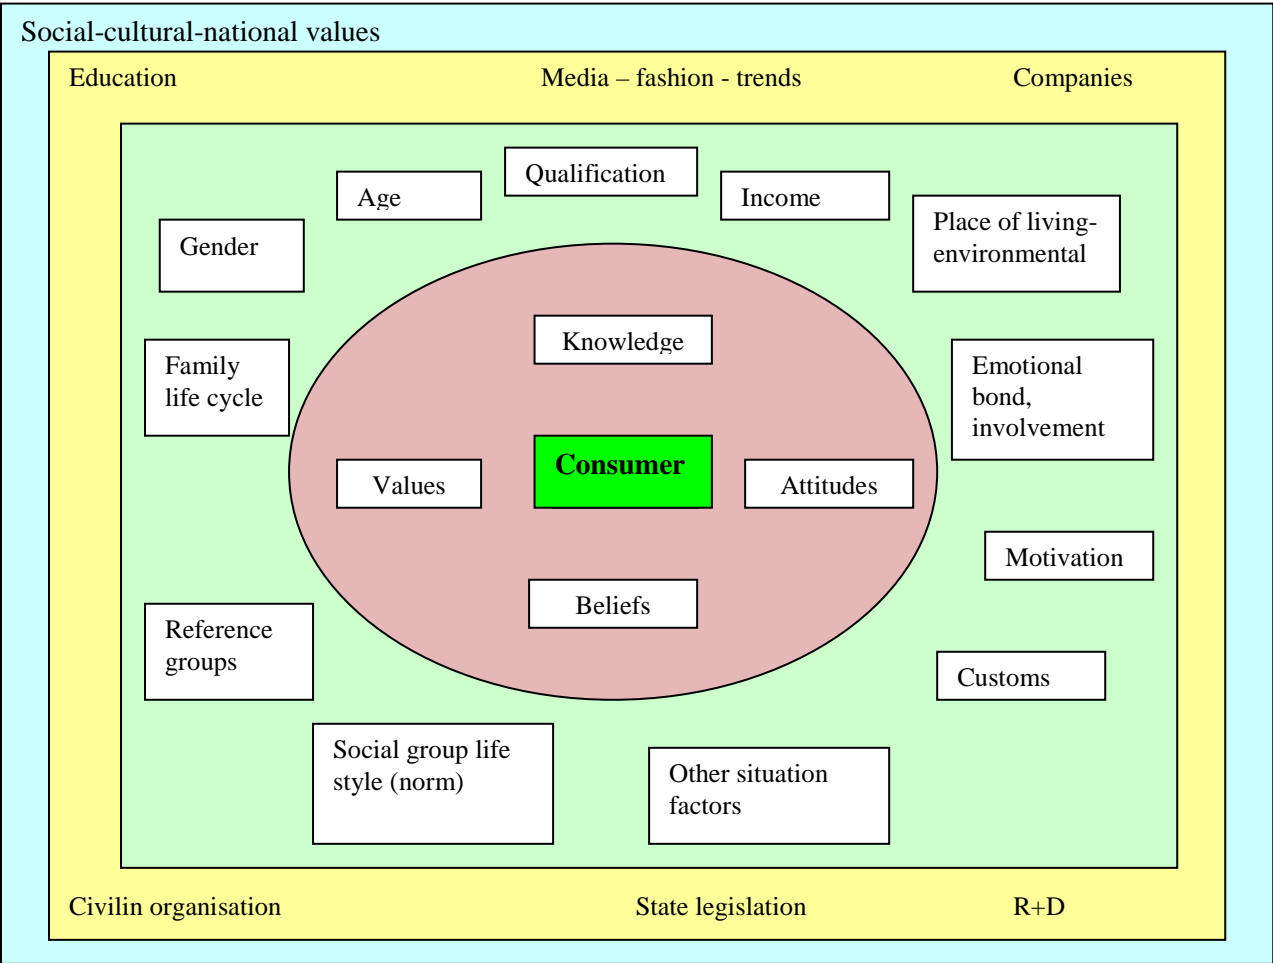 Social-cultural-national values
Education
Media – fashion - trends
Companies
Qualification
Age
Income
Place of living-
environmental
Gender
Knowledge
Family
life cycle
Emotional
bond,
involvement
Consumer
Values
Attitudes
Motivation
Beliefs
Reference
groups
Customs
Social group life
style (norm)
Other situation
factors
Civilin organisation
State legislation
R+D